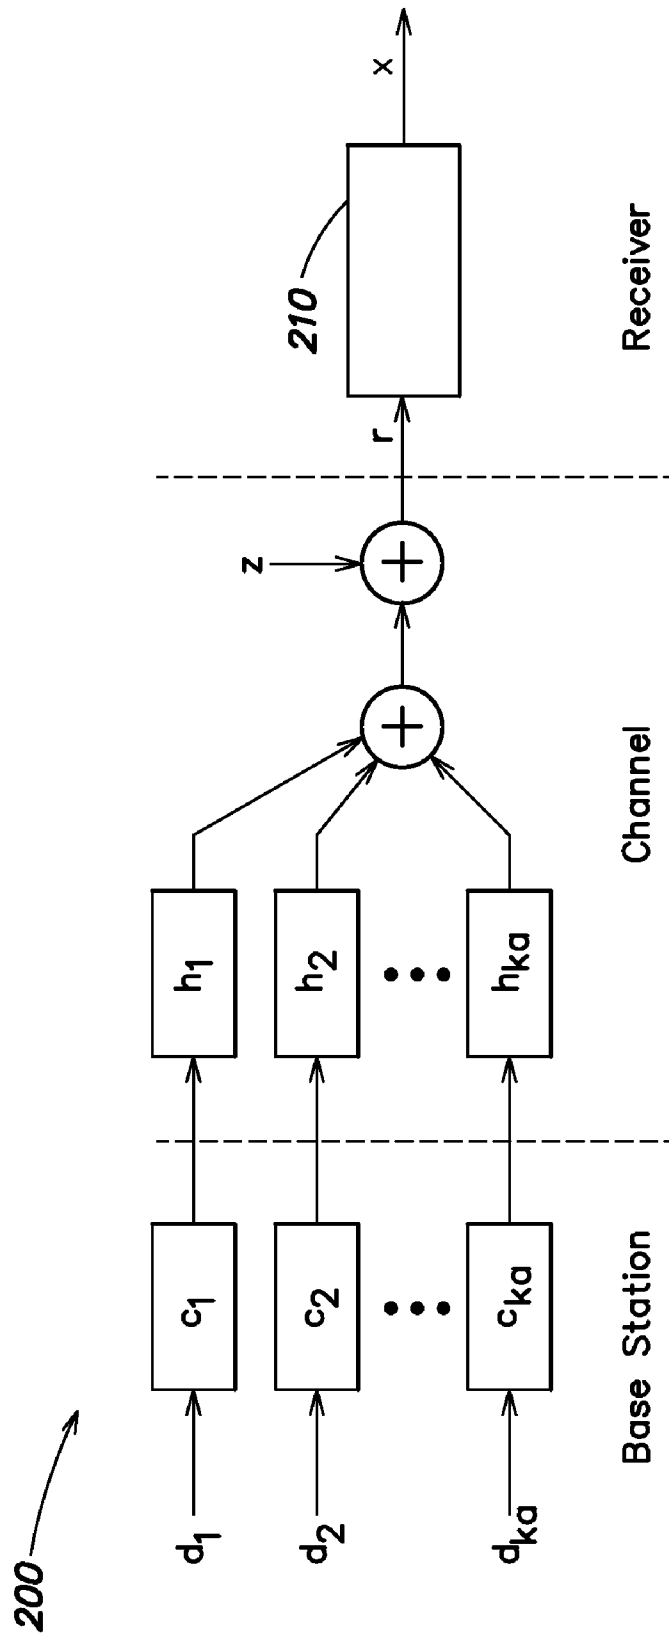 200
d1
c1
h1
d2
c2
h2
dka
cka
hka
+
z
+
r
210
x
Base Station
Channel
Receiver